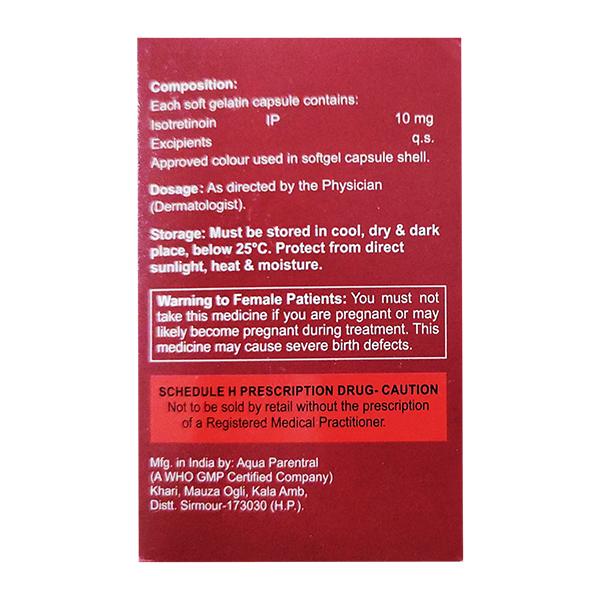 Composition:
Each soft gelatin capsule contains:
Isotretinoin IP 10 mg
Excipients q.s.
Approved colour used in softgel capsule shell.
Dosage: As directed by the Physician
(Dermatologist).
Storage: Must be stored in cool, dry & dark
place, below 25°C. Protect from direct
sunlight, heat & moisture.
Warning to Female Patients: You must not
take this medicine if you are pregnant or may
likely become pregnant during treatment. This
medicine may cause severe birth defects.
SCHEDULE H PRESCRIPTION DRUG- CAUTION
Not to be sold by retail without the prescription
of a Registered Medical Practitioner.
Mfg. in India by: Aqua Parentral
(A WHO GMP Certified Company)
Khari, Mauza Ogli, Kala Amb,
Distt. Sirmour-173030 (H.P.).